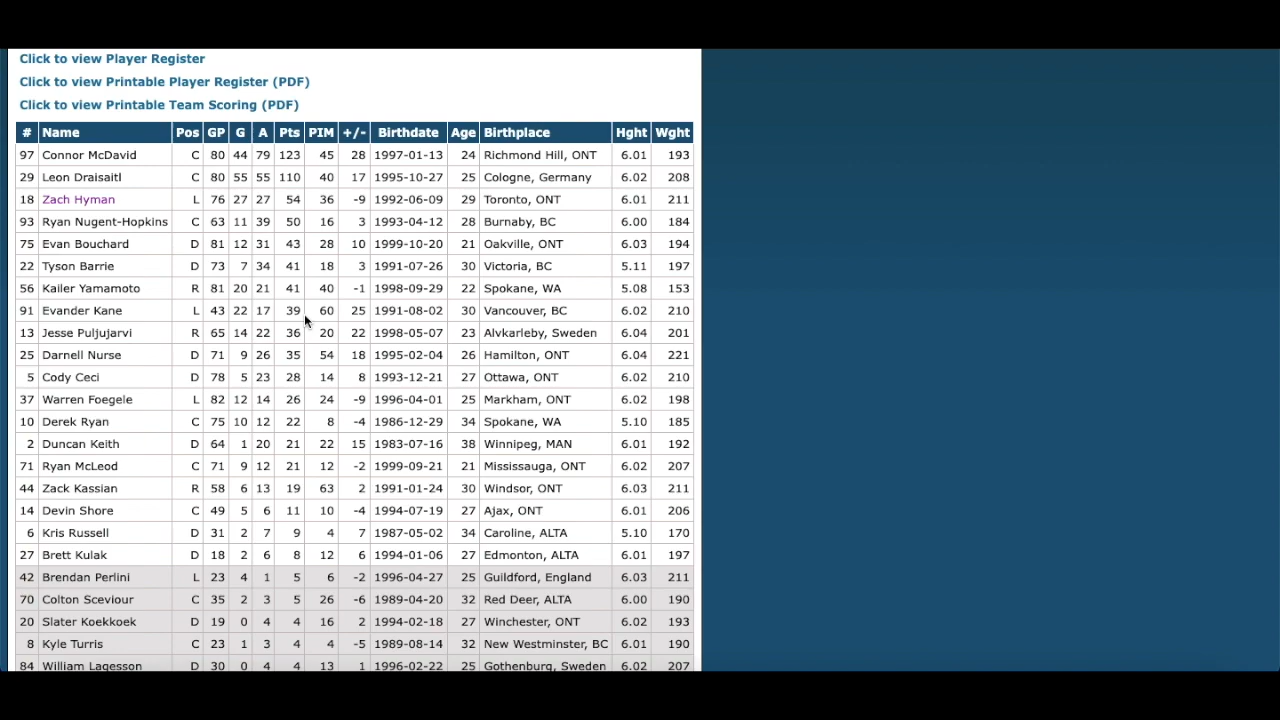 Click to view Player Register
Click to view Printable Player Register (PDF)
Click to view Printable Team Scoring (PDF)
# Name Pos GP G A Pts PIM +/- Birthdate Age Birthplace Hght Wght
97 Connor McDavid C 80 44 79 123 45 28 1997-01-13 24 Richmond Hill, ONT 6.01 193
29 Leon Draisaitl C 80 55 55 110 40 17 1995-10-27 25 Cologne, Germany 6.02 208
18 Zach Hyman L 76 27 27 54 36 -9 1992-06-09 29 Toronto, ONT 6.01 211
93 Ryan Nugent-Hopkins C 63 11 39 50 16 3 1993-04-12 28 Burnaby, BC 6.00 184
75 Evan Bouchard D 81 12 31 43 28 10 1999-10-20 21 Oakville, ONT 6.03 194
22 Tyson Barrie D 73 7 34 41 18 3 1991-07-26 30 Victoria, BC 5.11 197
56 Kailer Yamamoto R 81 20 21 41 40 -1 1998-09-29 22 Spokane, WA 5.08 153
91 Evander Kane L 43 22 17 39 60 25 1991-08-02 30 Vancouver, BC 6.02 210
13 Jesse Puljujarvi R 65 14 22 36 20 22 1998-05-07 23 Alvkarleby, Sweden 6.04 201
25 Darnell Nurse D 71 9 26 35 54 18 1995-02-04 26 Hamilton, ONT 6.04 221
5 Cody Ceci D 78 5 23 28 14 8 1993-12-21 27 Ottawa, ONT 6.02 210
37 Warren Foegele L 82 12 14 26 24 -9 1996-04-01 25 Markham, ONT 6.02 198
10 Derek Ryan C 75 10 12 22 8 -4 1986-12-29 34 Spokane, WA 5.10 185
2 Duncan Keith D 64 1 20 21 22 15 1983-07-16 38 Winnipeg, MAN 6.01 192
71 Ryan McLeod C 71 9 12 21 12 -2 1999-09-21 21 Mississauga, ONT 6.02 207
44 Zack Kassian R 58 6 13 19 63 2 1991-01-24 30 Windsor, ONT 6.03 211
14 Devin Shore C 49 5 6 11 10 -4 1994-07-19 27 Ajax, ONT 6.01 206
6 Kris Russell D 31 2 7 9 4 7 1987-05-02 34 Caroline, ALTA 5.10 170
27 Brett Kulak D 18 2 6 8 12 6 1994-01-06 27 Edmonton, ALTA 6.01 197
42 Brendan Perlini L 23 4 1 5 6 -2 1996-04-27 25 Guildford, England 6.03 211
70 Colton Sceviour C 35 2 3 5 26 -6 1989-04-20 32 Red Deer, ALTA 6.00 190
20 Slater Koekkoek D 19 0 4 4 16 2 1994-02-18 27 Winchester, ONT 6.02 193
8 Kyle Turris C 23 1 3 4 4 -5 1989-08-14 32 New Westminster, BC 6.01 190
84 William Lagesson D 30 0 4 4 13 1 1996-02-22 25 Gothenburg, Sweden 6.02 207